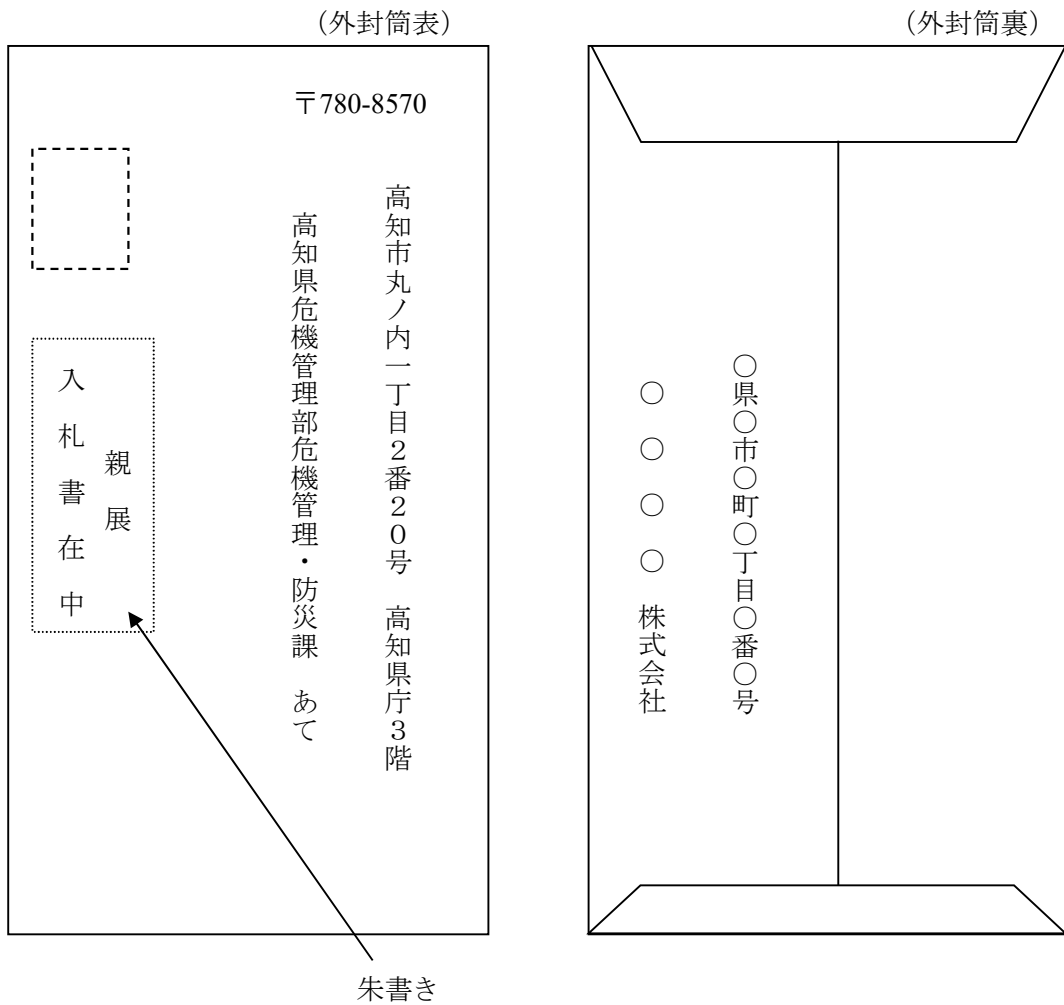 （外封筒表）
〒780-8570
高知市丸ノ内一丁目２番２０号　高知県庁３階
高知県危機管理部危機管理・防災課　あて
親展
入札書在中
朱書き
（外封筒裏）
○県○市○町○丁目○番○号
○○○○株式会社